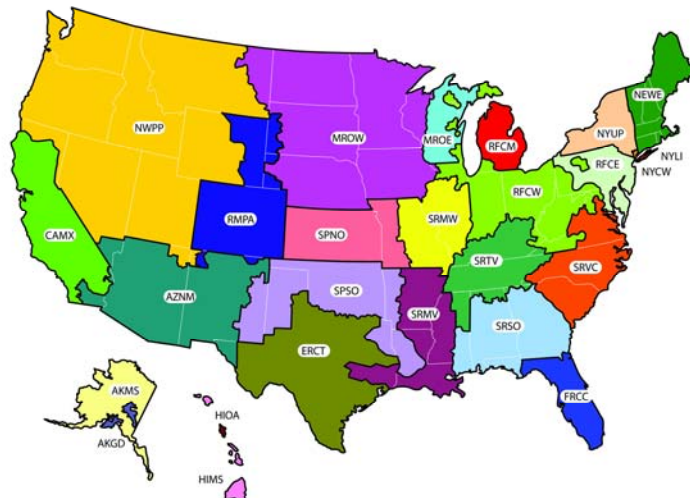 NEWE
NWPP
MROW
MROE
NYUP
RFCM
NYLI
RFCE
NYCW
RFCW
RMPA
SRMW
CAMX
SPNO
SRTV
SRVC
AZNM
SPSO
SRMV
SRSO
ERCT
AKMS
FRCC
HIOA
AKGD
HIMS